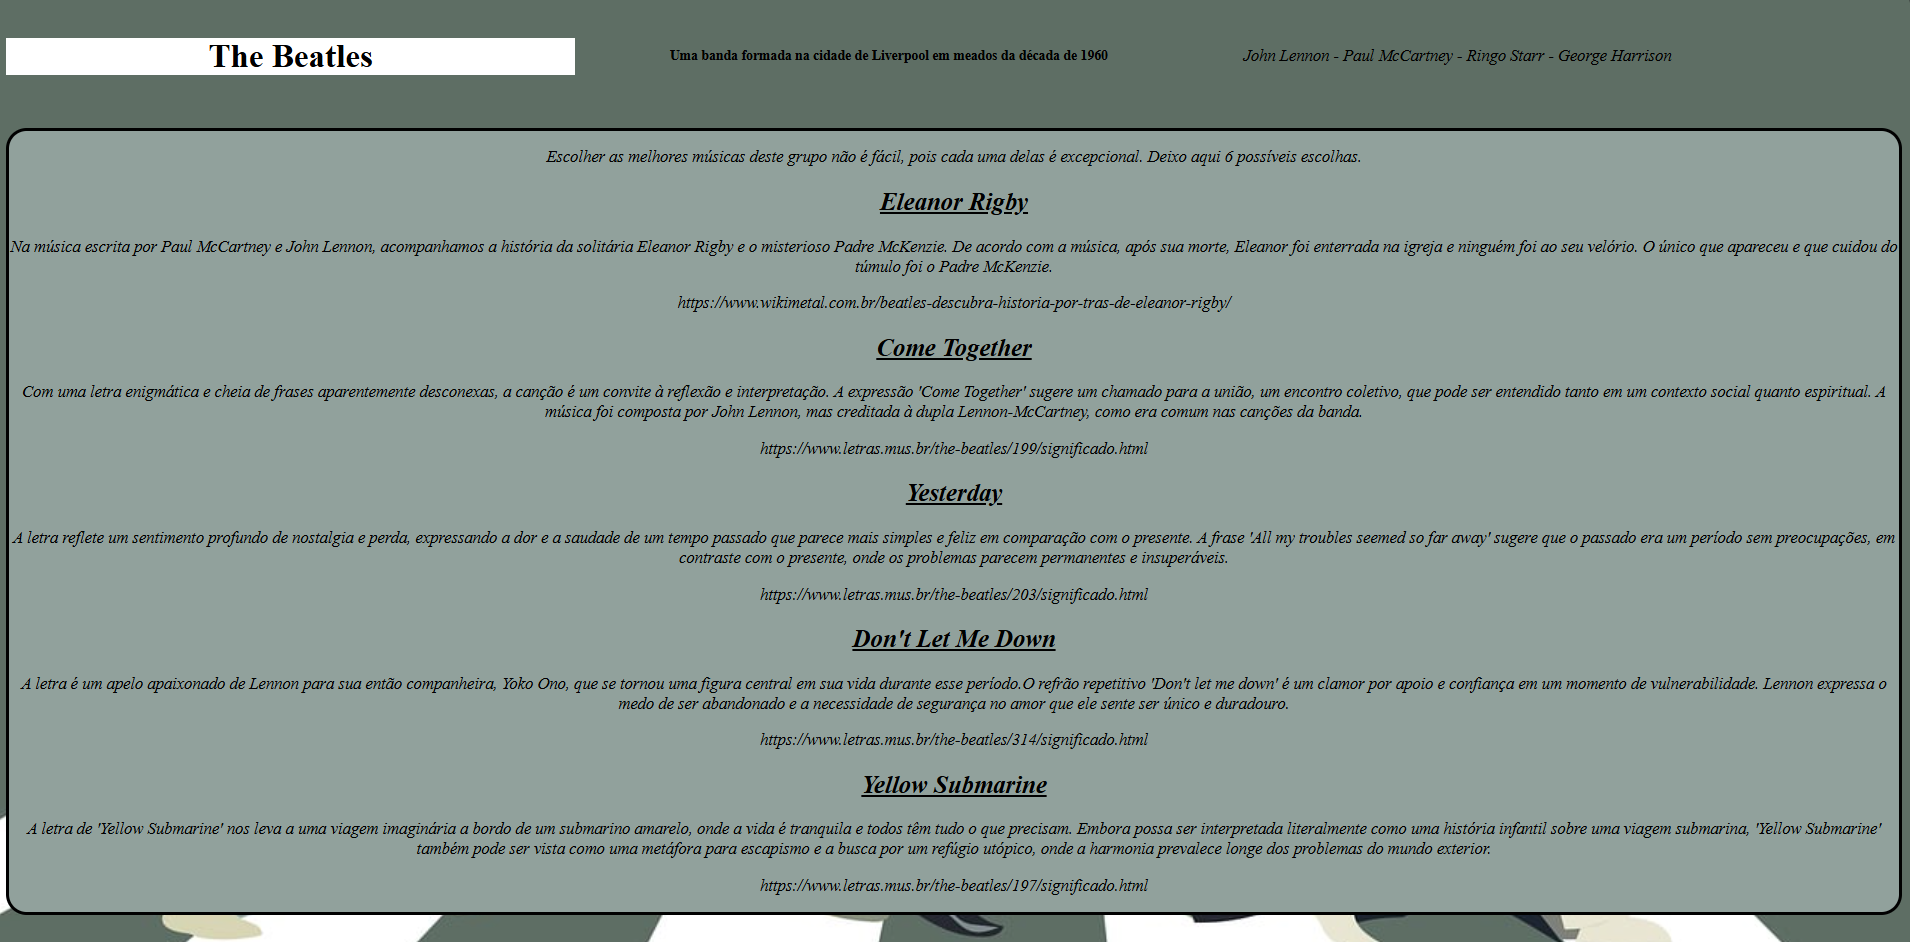 The Beatles
Uma banda formada na cidade de Liverpool em meados da década de 1960
John Lennon - Paul McCartney - Ringo Starr - George Harrison
Escolher as melhores músicas deste grupo não é fácil, pois cada uma delas é excepcional. Deixo aqui 6 possíveis escolhas.
Eleanor Rigby
Na música escrita por Paul McCartney e John Lennon, acompanhamos a história da solitária Eleanor Rigby e o misterioso Padre McKenzie. De acordo com a música, após sua morte, Eleanor foi enterrada na igreja e ninguém foi ao seu velório. O único que apareceu e que cuidou do
túmulo foi o Padre McKenzie.
https://www.wikimetal.com.br/beatles-descubra-historia-por-tras-de-eleanor-rigby/
Come Together
Com uma letra enigmática e cheia de frases aparentemente desconexas, a canção é um convite à reflexão e interpretação. A expressão 'Come Together' sugere um chamado para a união, um encontro coletivo, que pode ser entendido tanto em um contexto social quanto espiritual. A
música foi composta por John Lennon, mas creditada à dupla Lennon-McCartney, como era comum nas canções da banda.
https://www.letras.mus.br/the-beatles/199/significado.html
Yesterday
A letra reflete um sentimento profundo de nostalgia e perda, expressando a dor e a saudade de um tempo passado que parece mais simples e feliz em comparação com o presente. A frase 'All my troubles seemed so far away' sugere que o passado era um período sem preocupações, em
contraste com o presente, onde os problemas parecem permanentes e insuperáveis.
https://www.letras.mus.br/the-beatles/203/significado.html
Don't Let Me Down
A letra é um apelo apaixonado de Lennon para sua então companheira, Yoko Ono, que se tornou uma figura central em sua vida durante esse período.O refrão repetitivo 'Don't let me down' é um clamor por apoio e confiança em um momento de vulnerabilidade. Lennon expressa o
medo de ser abandonado e a necessidade de segurança no amor que ele sente ser único e duradouro.
https://www.letras.mus.br/the-beatles/314/significado.html
Yellow Submarine
A letra de 'Yellow Submarine' nos leva a uma viagem imaginária a bordo de um submarino amarelo, onde a vida é tranquila e todos têm tudo o que precisam. Embora possa ser interpretada literalmente como uma história infantil sobre uma viagem submarina, 'Yellow Submarine'
também pode ser vista como uma metáfora para escapismo e a busca por um refúgio utópico, onde a harmonia prevalece longe dos problemas do mundo exterior.
https://www.letras.mus.br/the-beatles/197/significado.html